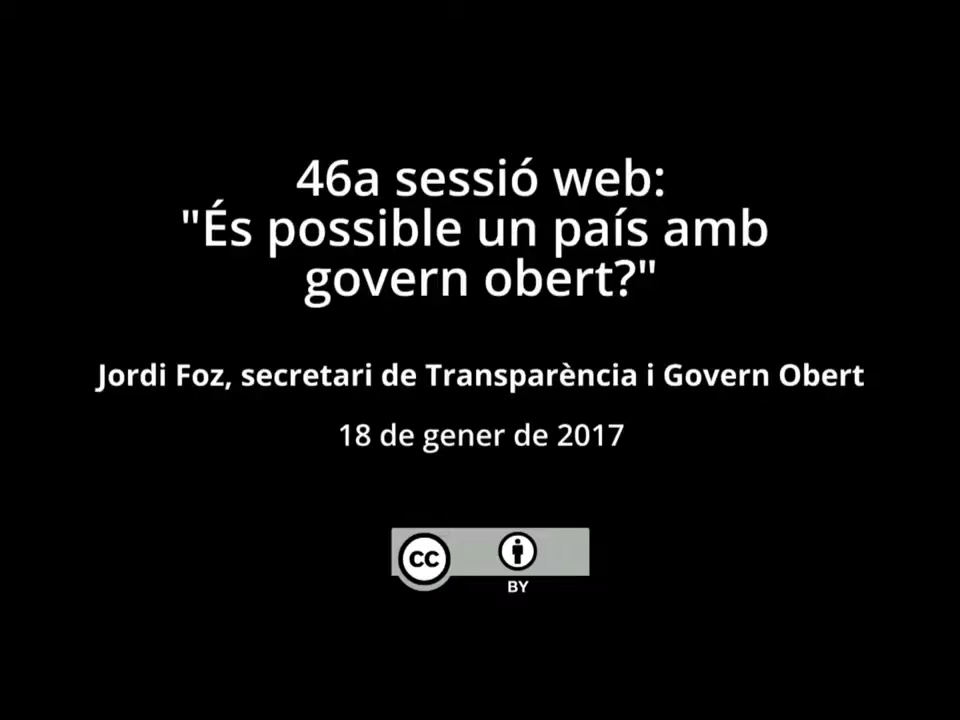 46a sessió web:
"És possible un país amb
govern obert?"
Jordi Foz, secretari de Transparència i Govern Obert
18 de gener de 2017
cc
BY